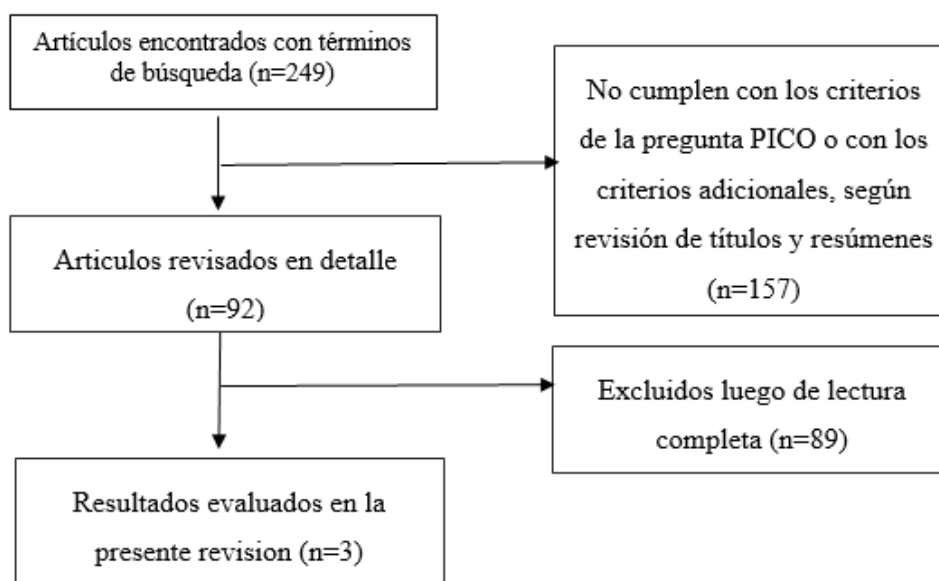 Artículos encontrados con términos
de búsqueda (n=249)
No cumplen con los criterios
de la pregunta PICO o con los
criterios adicionales, según
revisión de títulos y resúmenes
(n=157)
Articulos revisados en detalle
(n=92)
Excluidos luego de lectura
completa (n=89)
Resultados evaluados en la
presente revision (n=3)